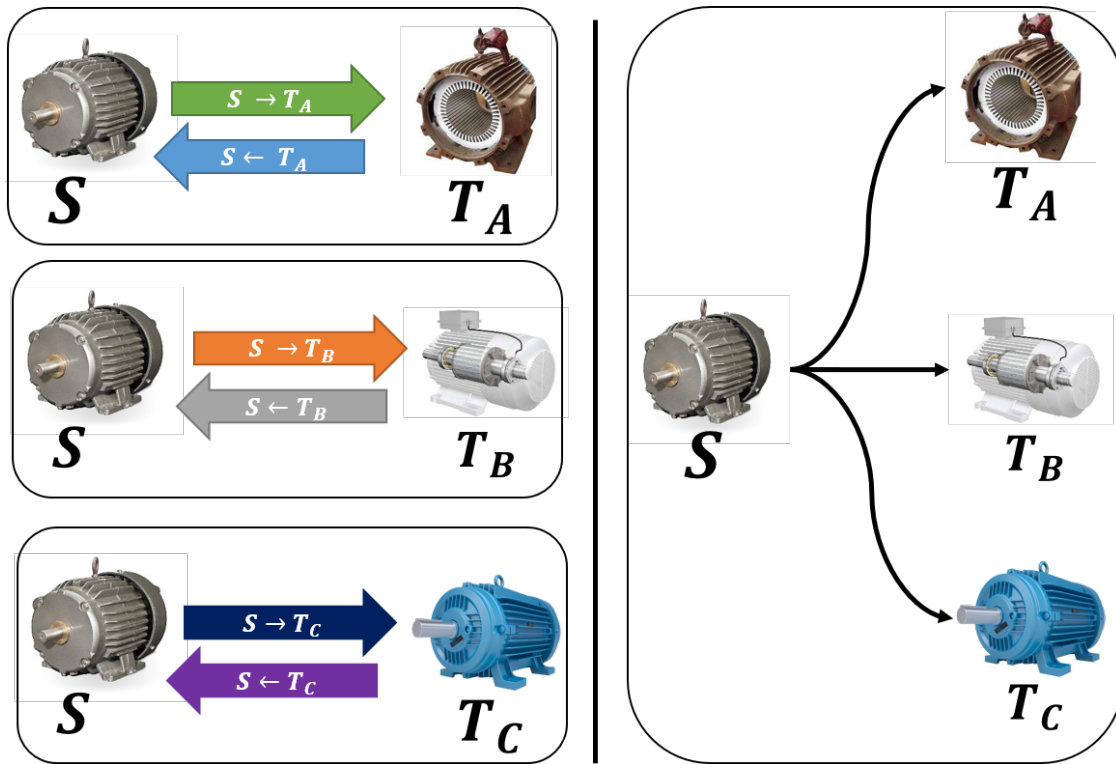 S → T_A
S ← T_A
S
T_A
S → T_B
S ← T_B
S
T_B
S → T_C
S ← T_C
S
T_C
T_A
S
T_B
T_C